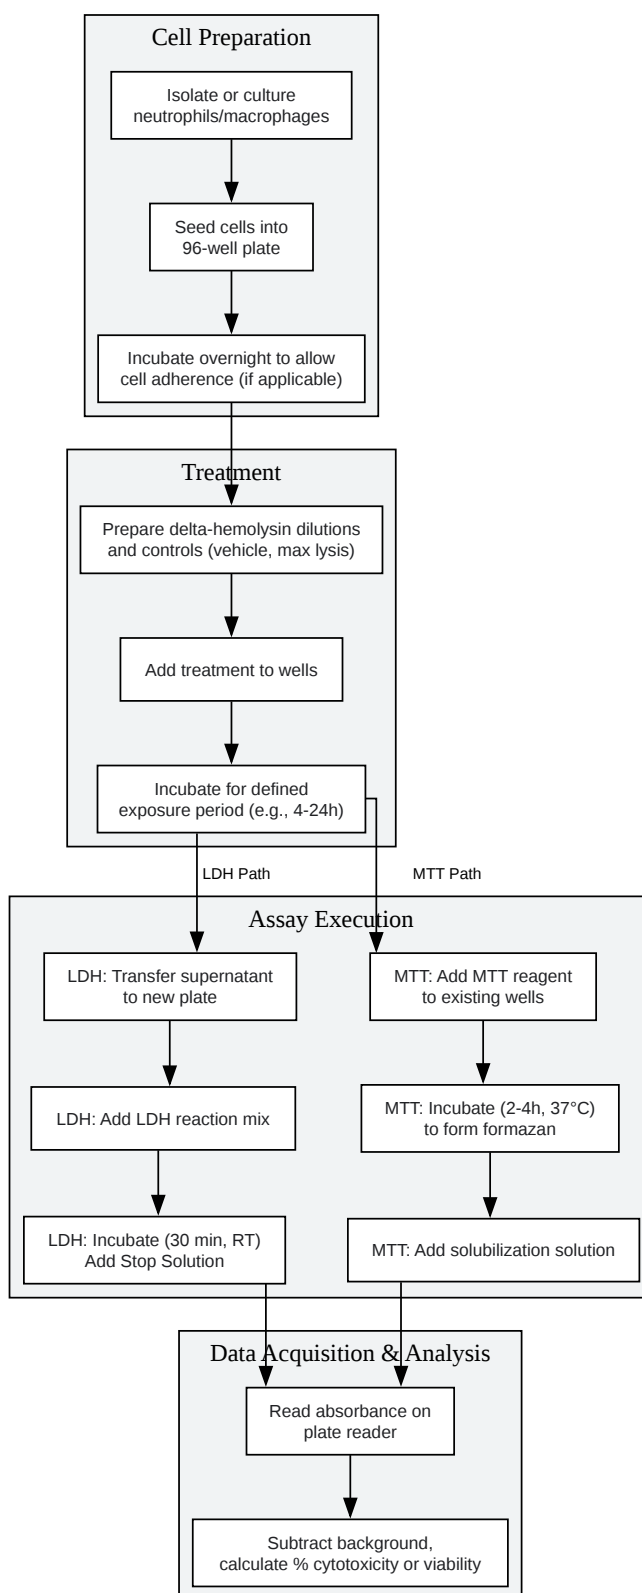 Cell Preparation
Isolate or culture
neutrophils/macrophages
Seed cells into
96-well plate
Incubate overnight to allow
cell adherence (if applicable)
Treatment
Prepare delta-hemolysin dilutions
and controls (vehicle, max lysis)
Add treatment to wells
Incubate for defined
exposure period (e.g., 4-24h)
LDH Path
MTT Path
Assay Execution
LDH: Transfer supernatant
to new plate
MTT: Add MTT reagent
to existing wells
LDH: Add LDH reaction mix
MTT: Incubate (2-4h, 37°C)
to form formazan
LDH: Incubate (30 min, RT)
Add Stop Solution
MTT: Add solubilization solution
Data Acquisition & Analysis
Read absorbance on
plate reader
Subtract background,
calculate % cytotoxicity or viability